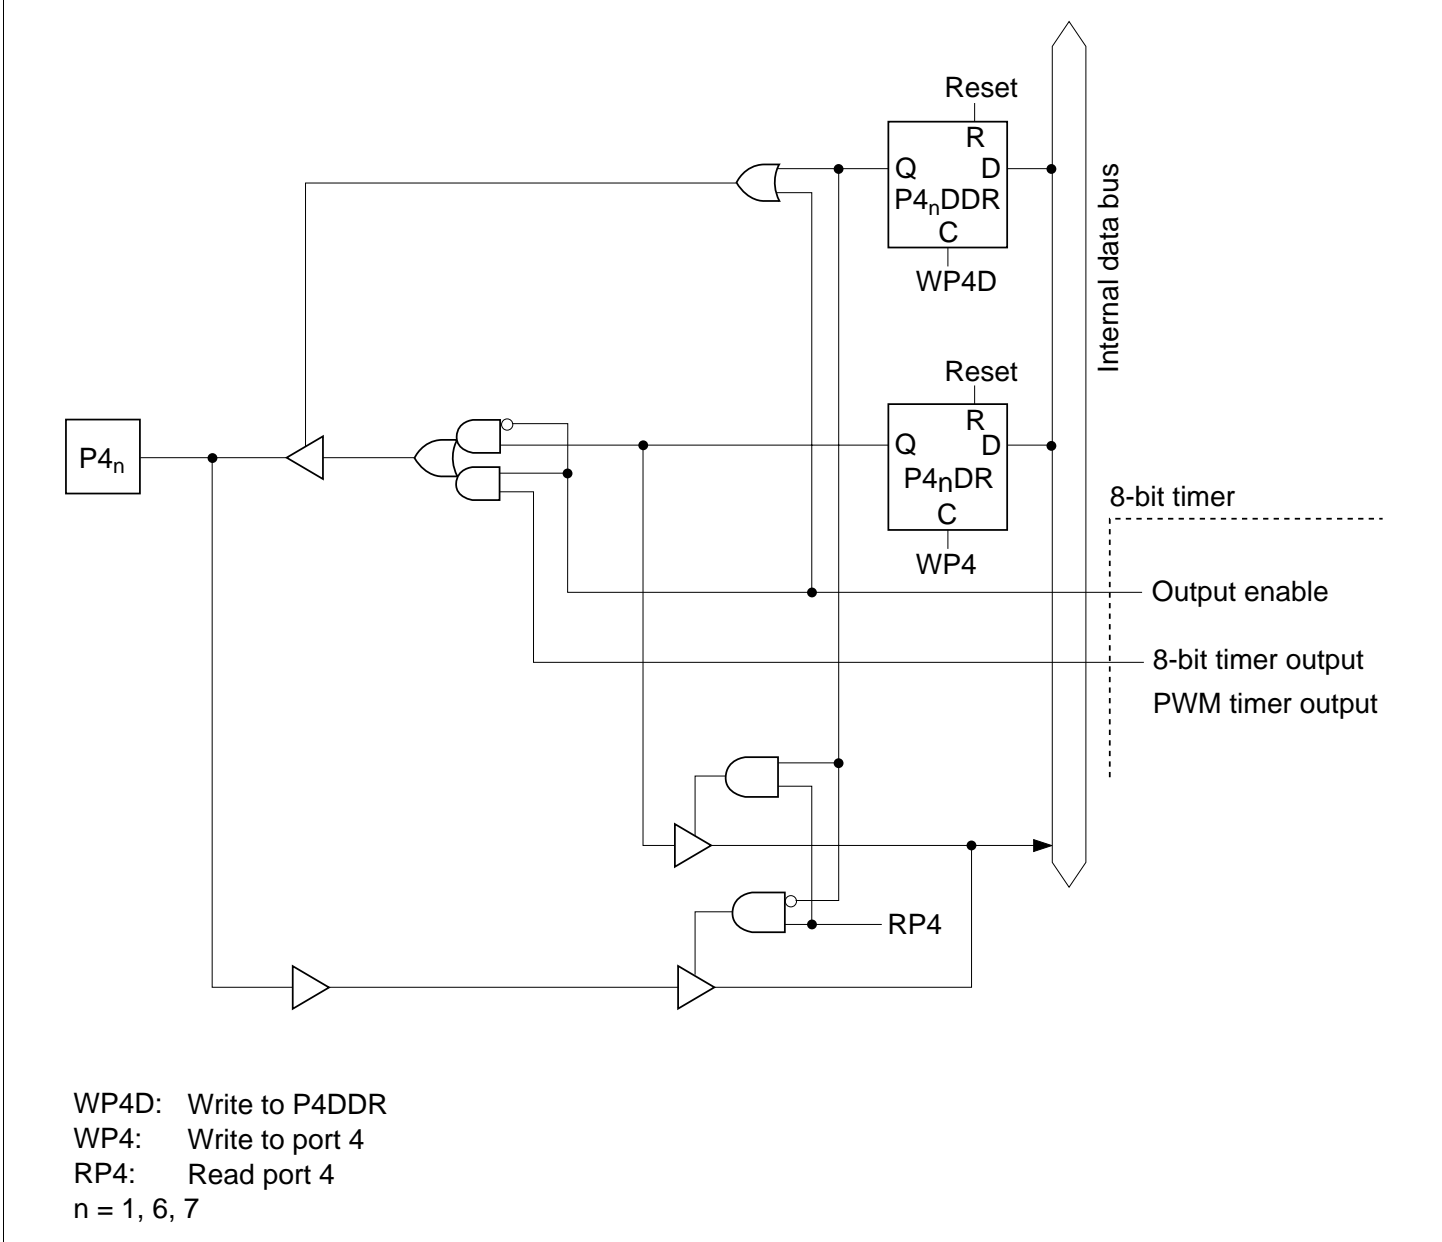 Reset
R
Q D
P4nDDR
C
WP4D
Internal data bus
Reset
R
Q D
P4nDR
C
WP4
P4n
8-bit timer
Output enable
8-bit timer output
PWM timer output
RP4
WP4D: Write to P4DDR
WP4: Write to port 4
RP4: Read port 4
n = 1, 6, 7